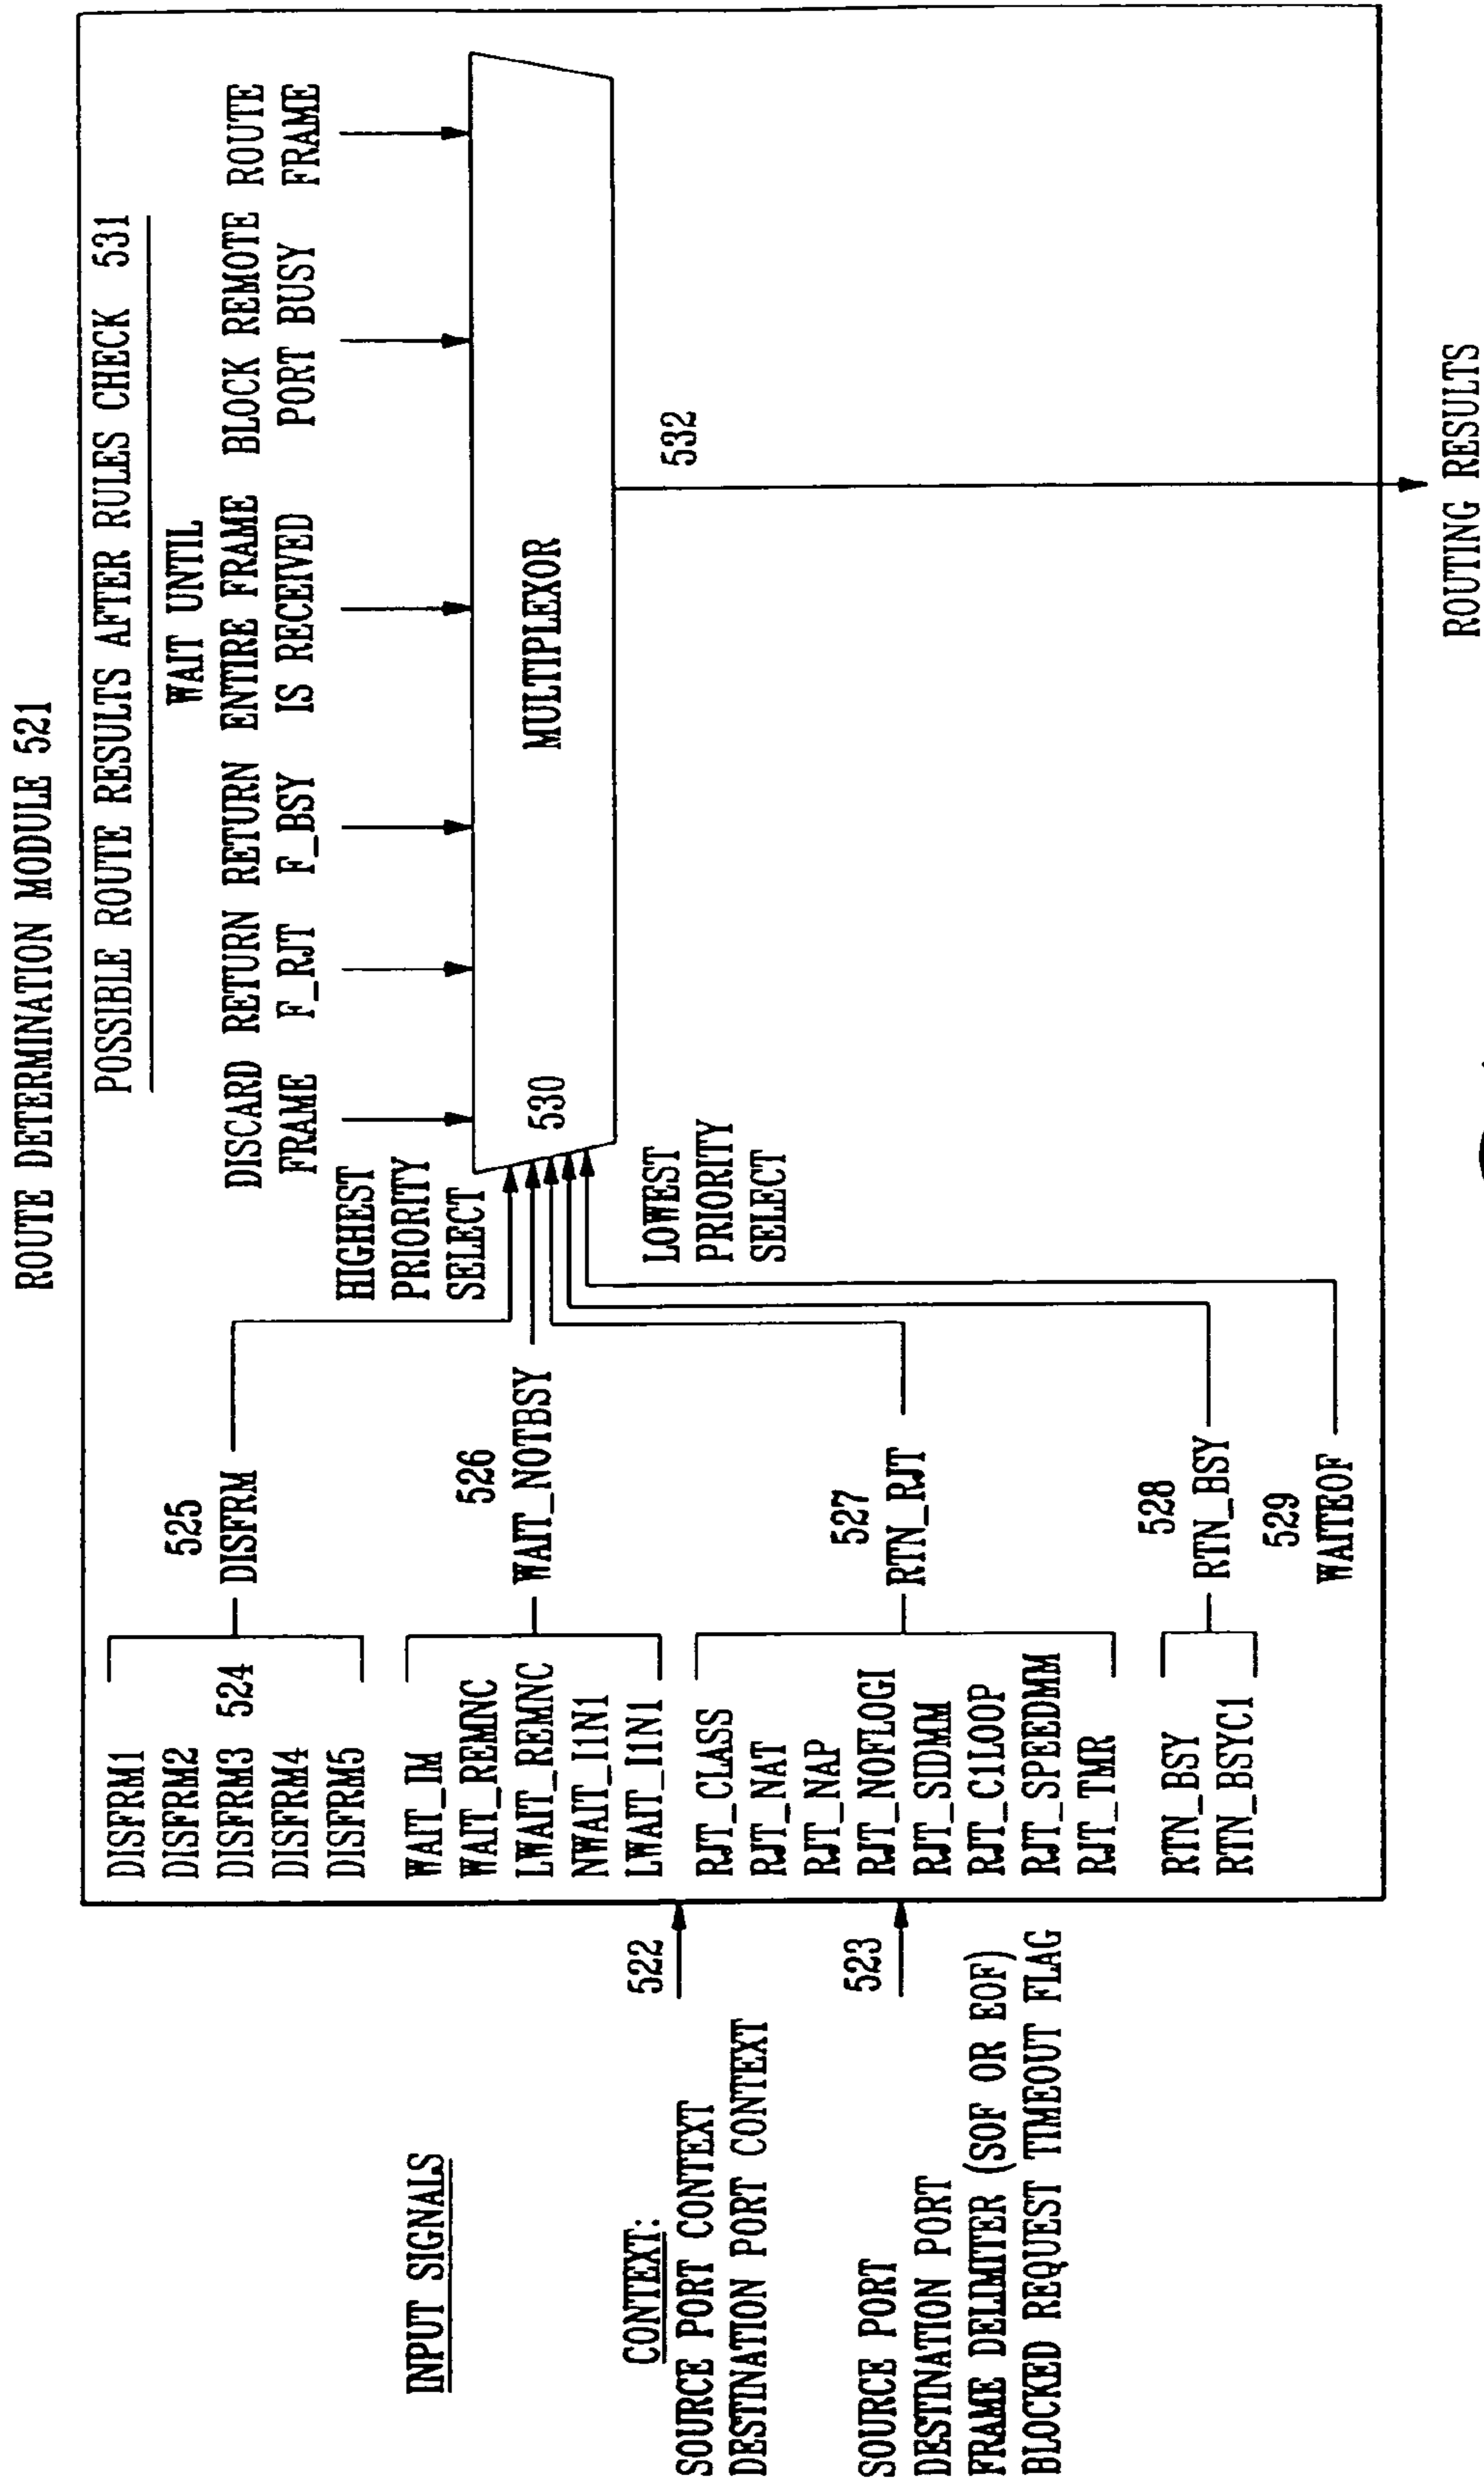 ROUTE DETERMINATION MODULE 521
POSSIBLE ROUTE RESULTS AFTER RULES CHECK 531
WAIT UNTIL
DISCARD RETURN RETURN ENTIRE FRAME BLOCK REMOTE ROUTE
FRAME F_RJT F_BSY IS RECEIVED PORT BUSY FRAME
HIGHEST
PRIORITY
SELECT
530
MULTIPLEXOR
LOWEST
PRIORITY
SELECT
532
ROUTING RESULTS
DISFRM1
DISFRM2
DISFRM3 524
DISFRM4
DISFRM5
525
DISFRM
WAIT_IM
WAIT_REMNC
LWAIT_REMNC
NWAIT_I1N1
LWAIT_I1N1
526
WAIT_NOTBSY
RJT_CLASS
RJT_NAT
RJT_NAP
RJT_NOFLOGI
RJT_SIDMM
RJT_C1LOOP
RJT_SPEEDMM
RJT_TMR
527
RTN_RJT
RTN_BSY
RTN_BSYC1
528
RTN_BSY
529
WAITEOF
INPUT SIGNALS
CONTEXT:
SOURCE PORT CONTEXT
DESTINATION PORT CONTEXT
522
SOURCE PORT
DESTINATION PORT
FRAME DELIMITER (SOF OR EOF)
BLOCKED REQUEST TIMEOUT FLAG
523